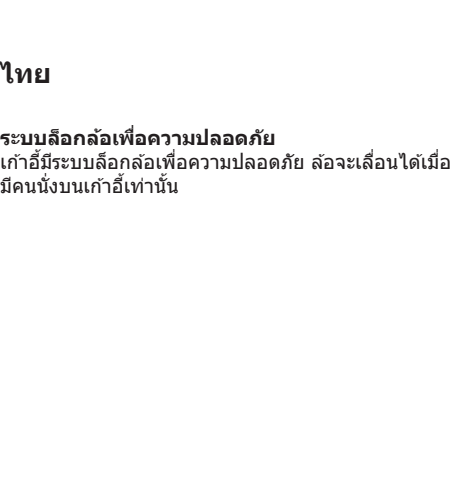 ไทย
ระบบล็อกล้อเพื่อความปลอดภัย
เก้าอี้มีระบบล็อกล้อเพื่อความปลอดภัย ล้อจะเลื่อนได้เมื่อ
มีคนนั่งบนเก้าอี้เท่านั้น